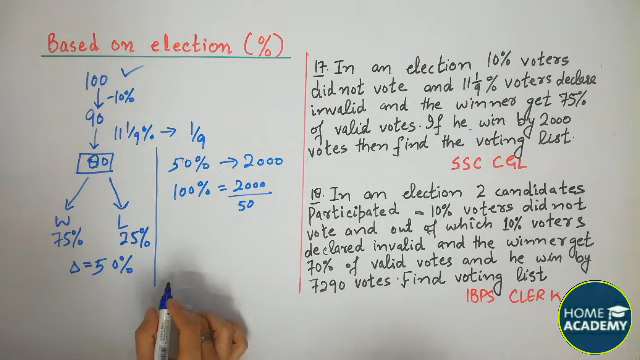 Based on election (%)
100 ✓
-10%
90
11 1/9% → 1/9
80
W L
75% 25%
Δ = 50%
50% → 2000
100% = 2000/50
17. In an election 10% voters
did not vote and 11 1/9% voters declare
invalid and the winner get 75%
of valid votes. If he win by 2000
votes then find the voting list.
SSC CGL
18. In an election 2 candidates
Participated = 10% voters did not
vote and out of which 10% voters
declared invalid and the winner get
70% of valid votes and he win by
7290 votes. Find voting list
IBPS CLERK
HOME
ACADEMY